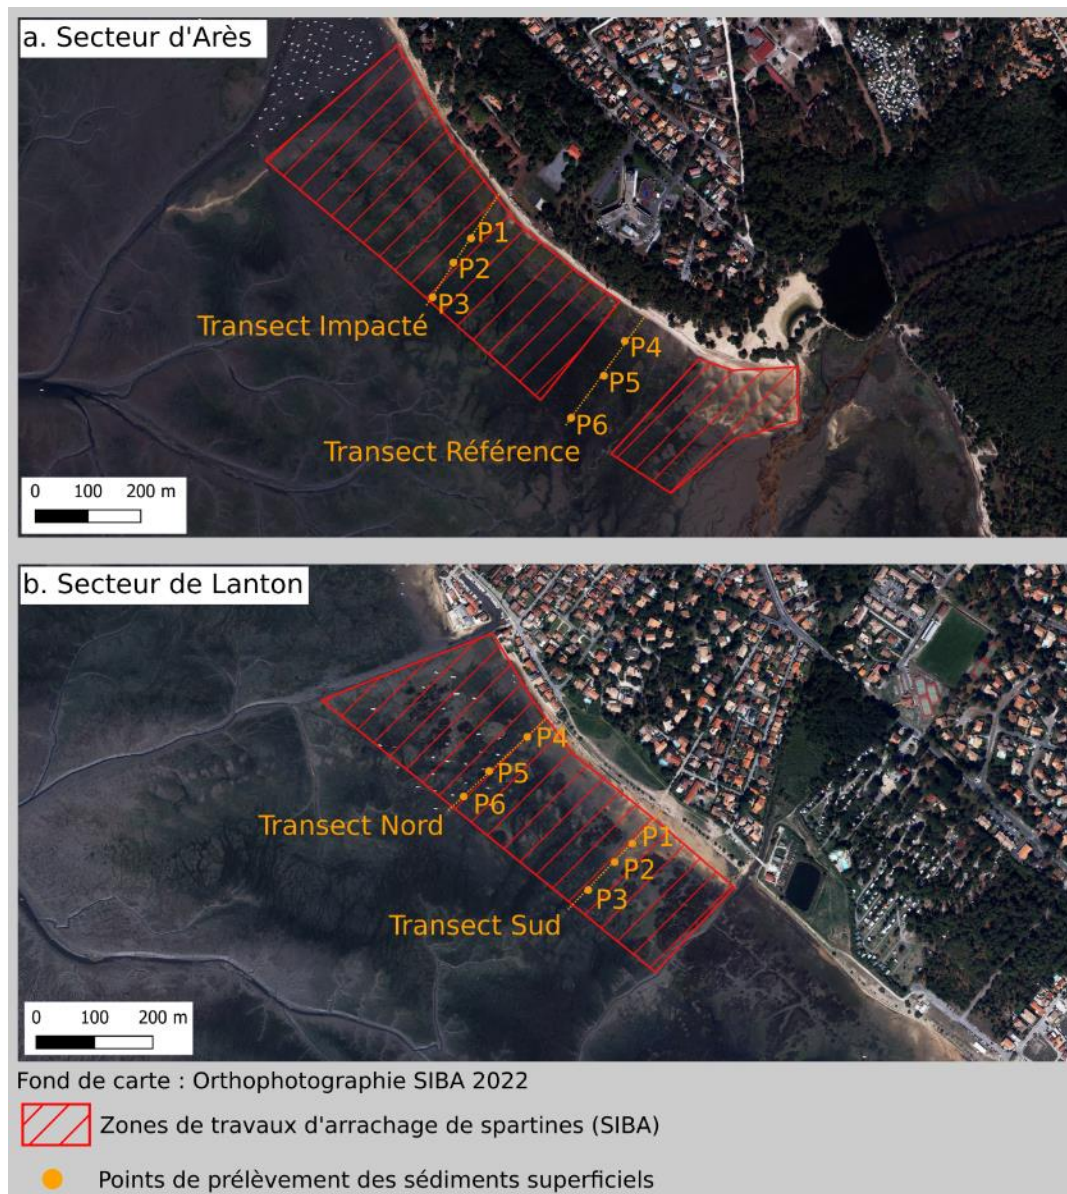 a. Secteur d'Arès
P1
P2
P3
Transect Impacté
P4
P5
P6
Transect Référence
0 100 200 m
b. Secteur de Lanton
P4
P5
P6
Transect Nord
P1
P2
P3
Transect Sud
0 100 200 m
Fond de carte : Orthophotographie SIBA 2022
Zones de travaux d'arrachage de spartines (SIBA)
Points de prélèvement des sédiments superficiels